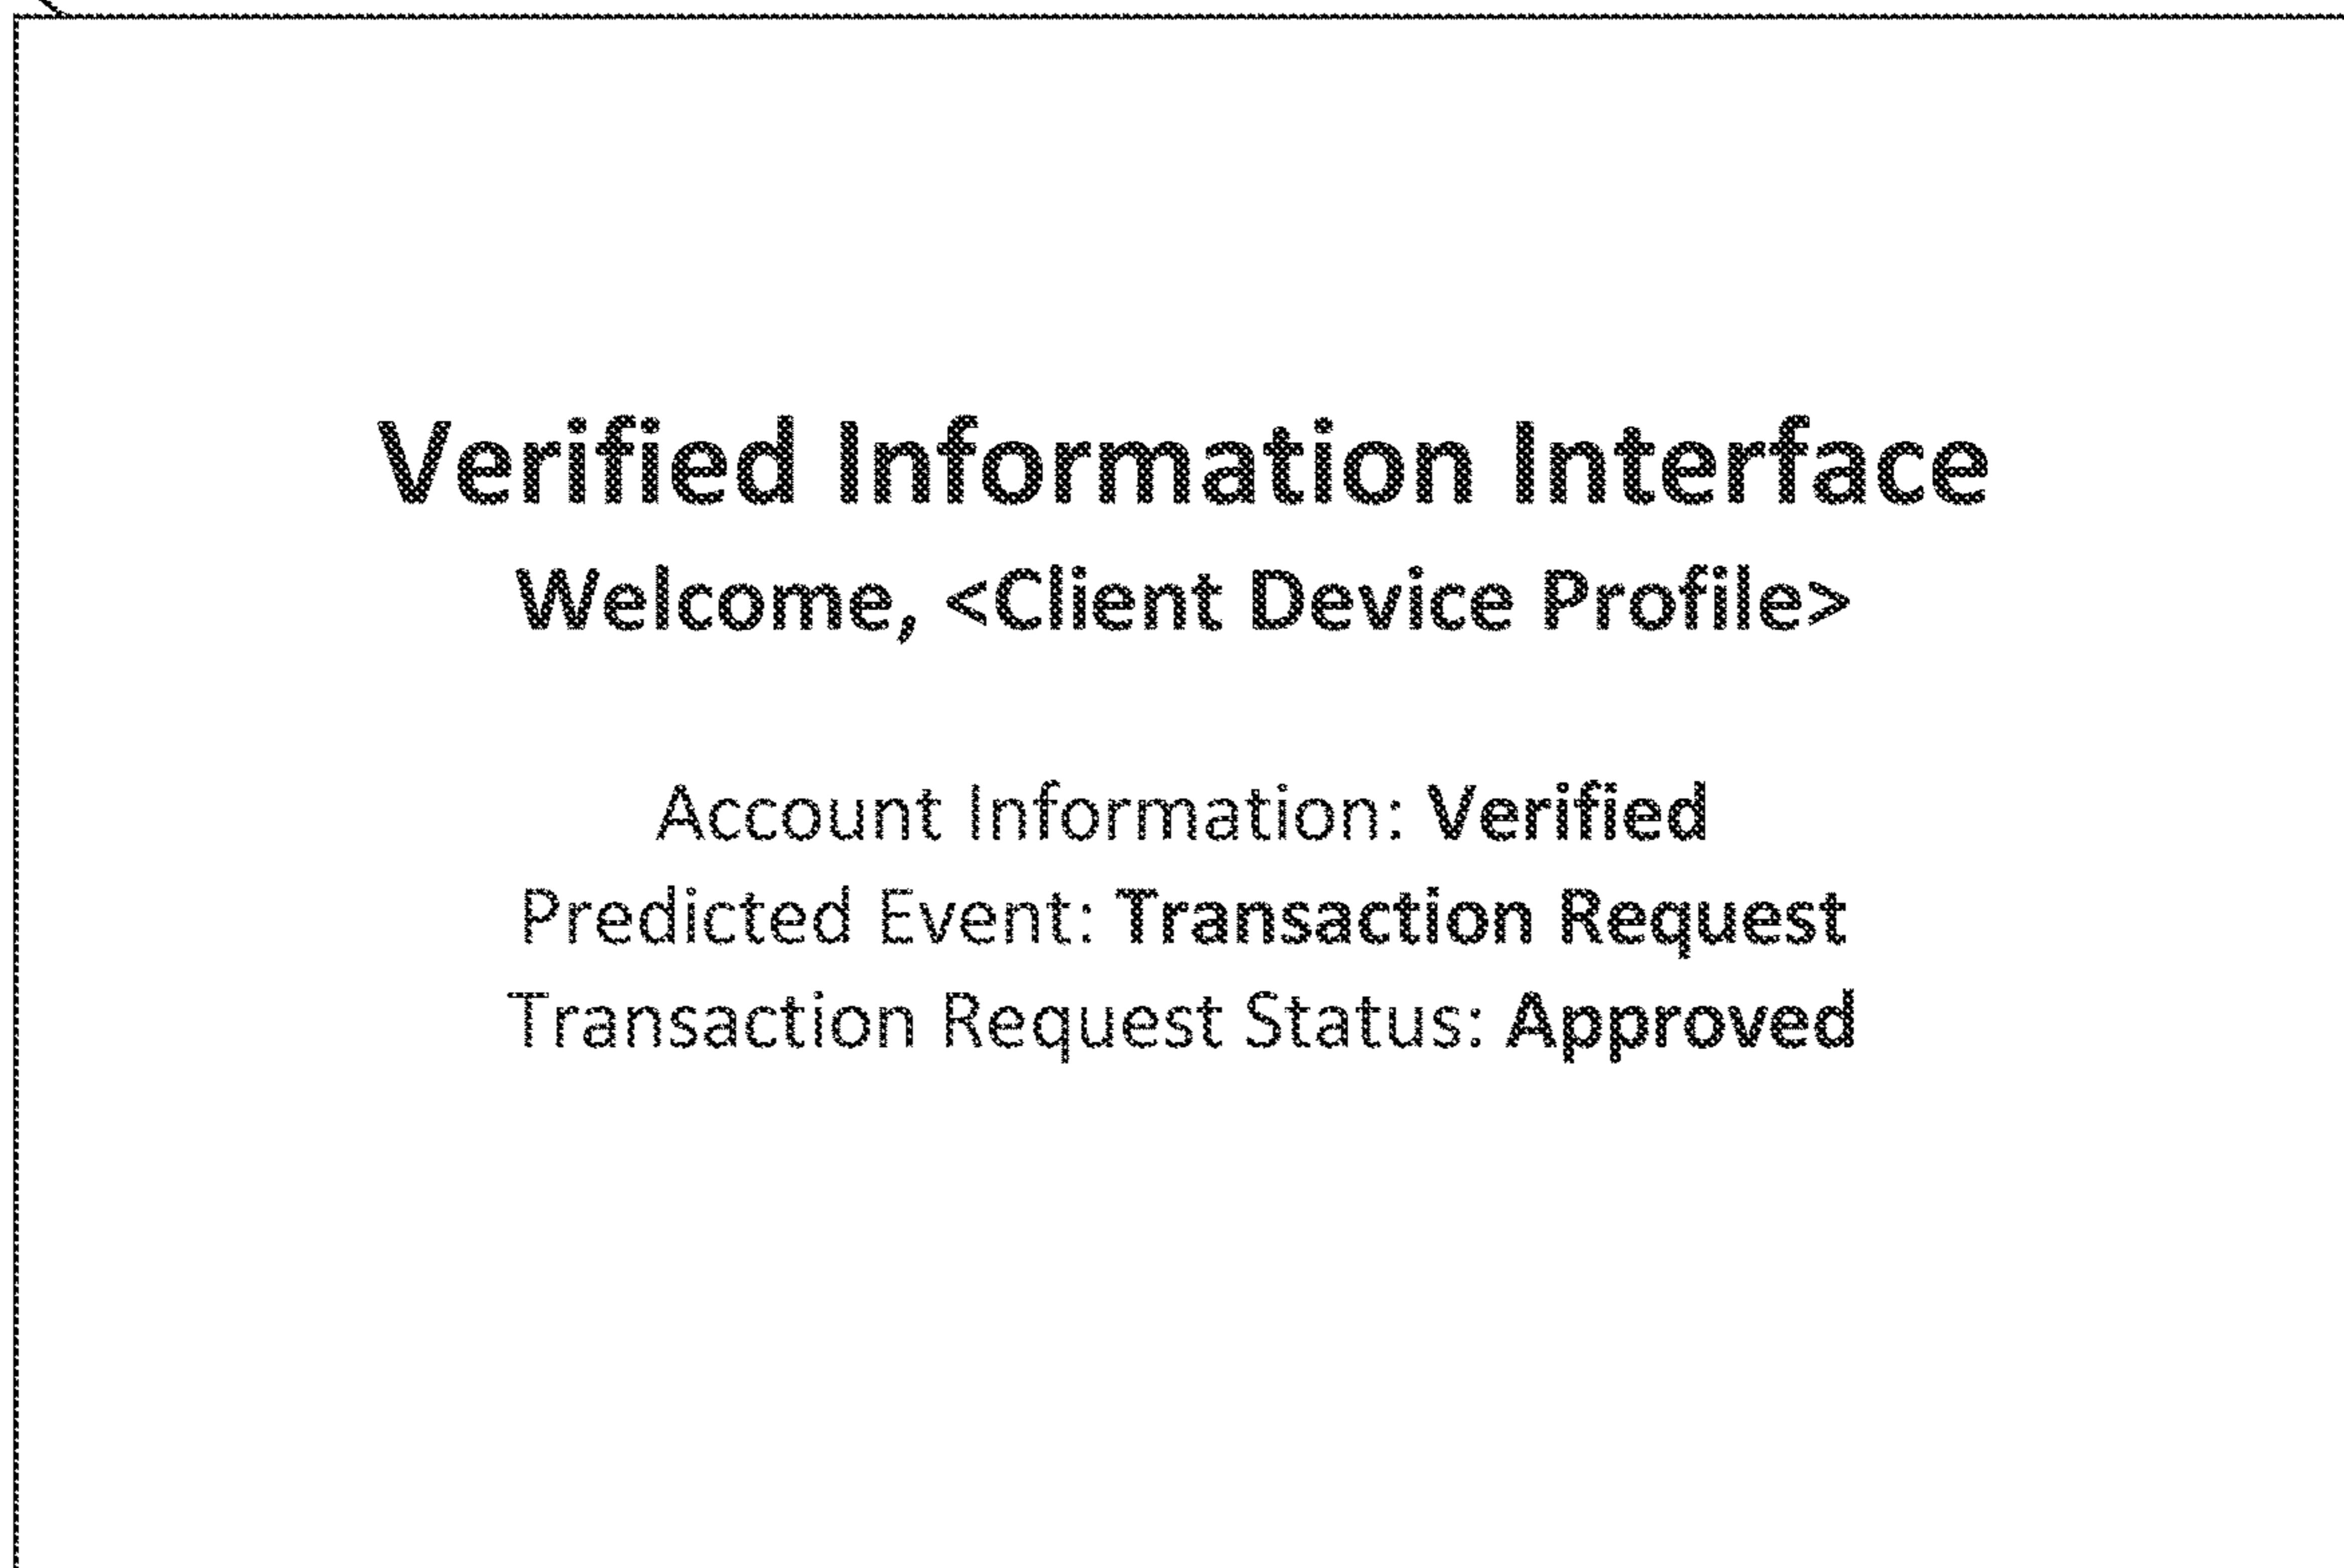 Verified Information Interface
Welcome, <Client Device Profile>
Account Information: Verified
Predicted Event: Transaction Request
Transaction Request Status: Approved